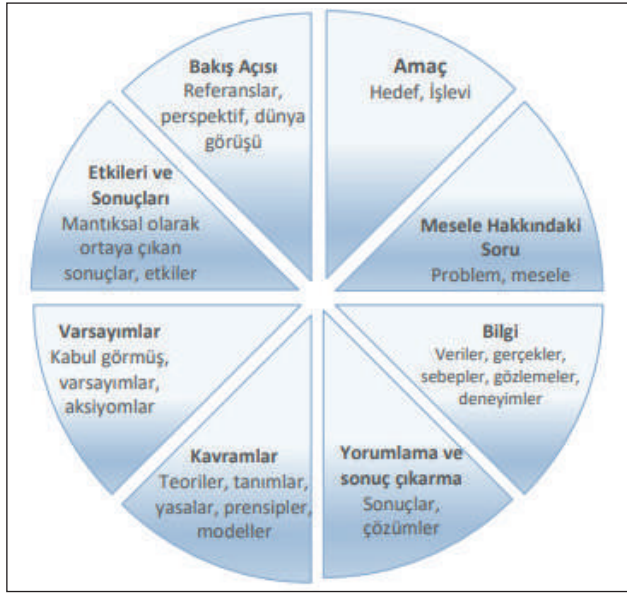 Bakış Açısı
Referanslar,
perspektif, dünya
görüşü
Amaç
Hedef, İşlevi
Mesele Hakkındaki
Soru
Problem, mesele
Bilgi
Veriler, gerçekler,
sebepler, gözlemeler,
deneyimler
Yorumlama ve
sonuç çıkarma
Sonuçlar,
çözümler
Kavramlar
Teoriler, tanımlar,
yasalar, prensipler,
modeller
Varsayımlar
Kabul görmüş,
varsayımlar,
aksiyomlar
Etkileri ve
Sonuçları
Mantıksal olarak
ortaya çıkan
sonuçlar, etkiler